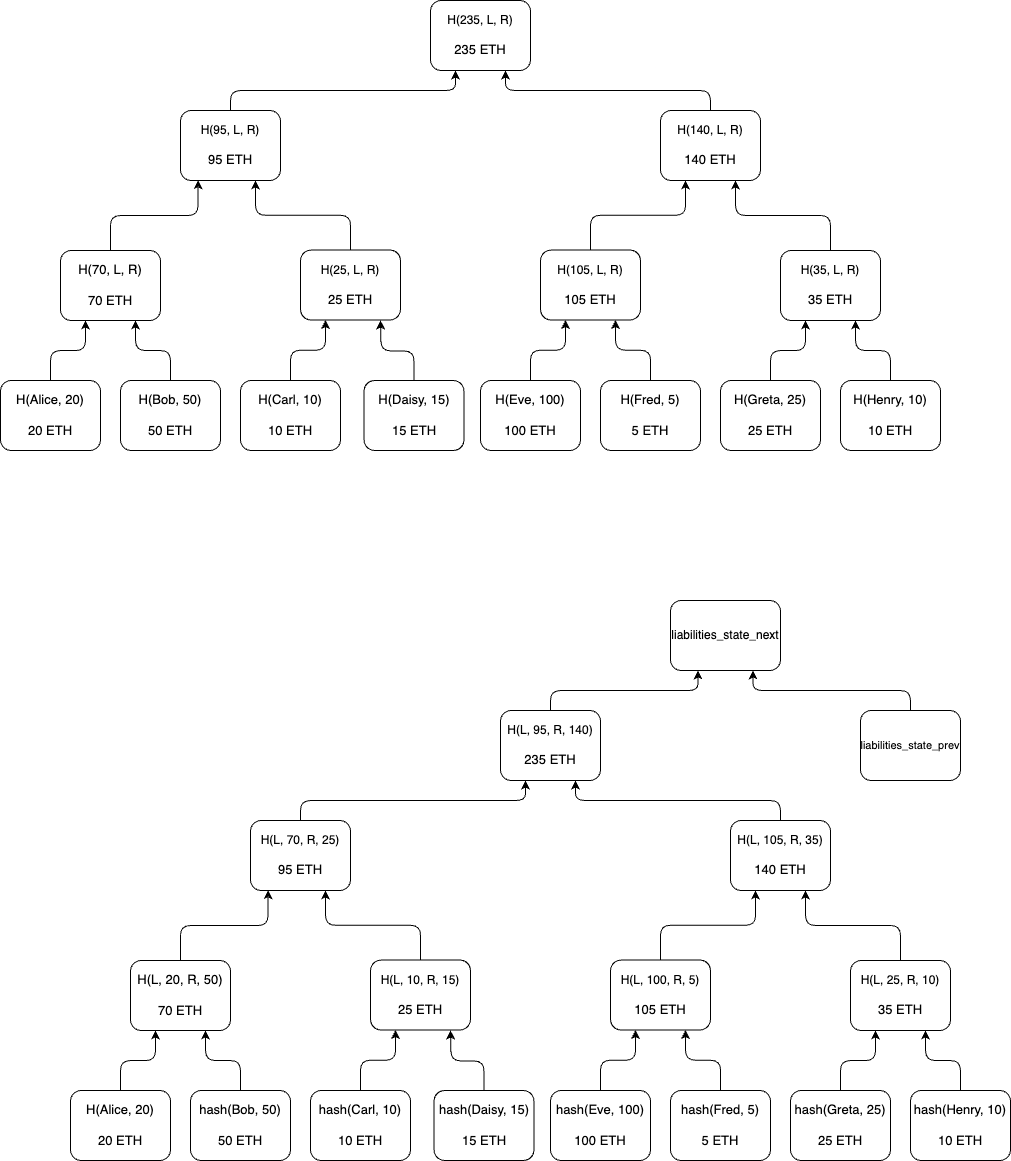 H(235, L, R)
235 ETH
H(95, L, R)
95 ETH
H(140, L, R)
140 ETH
H(70, L, R)
70 ETH
H(25, L, R)
25 ETH
H(105, L, R)
105 ETH
H(35, L, R)
35 ETH
H(Alice, 20)
20 ETH
H(Bob, 50)
50 ETH
H(Carl, 10)
10 ETH
H(Daisy, 15)
15 ETH
H(Eve, 100)
100 ETH
H(Fred, 5)
5 ETH
H(Greta, 25)
25 ETH
H(Henry, 10)
10 ETH
liabilities_state_next
liabilities_state_prev
H(L, 95, R, 140)
235 ETH
H(L, 70, R, 25)
95 ETH
H(L, 105, R, 35)
140 ETH
H(L, 20, R, 50)
70 ETH
H(L, 10, R, 15)
25 ETH
H(L, 100, R, 5)
105 ETH
H(L, 25, R, 10)
35 ETH
H(Alice, 20)
20 ETH
hash(Bob, 50)
50 ETH
hash(Carl, 10)
10 ETH
hash(Daisy, 15)
15 ETH
hash(Eve, 100)
100 ETH
hash(Fred, 5)
5 ETH
hash(Greta, 25)
25 ETH
hash(Henry, 10)
10 ETH